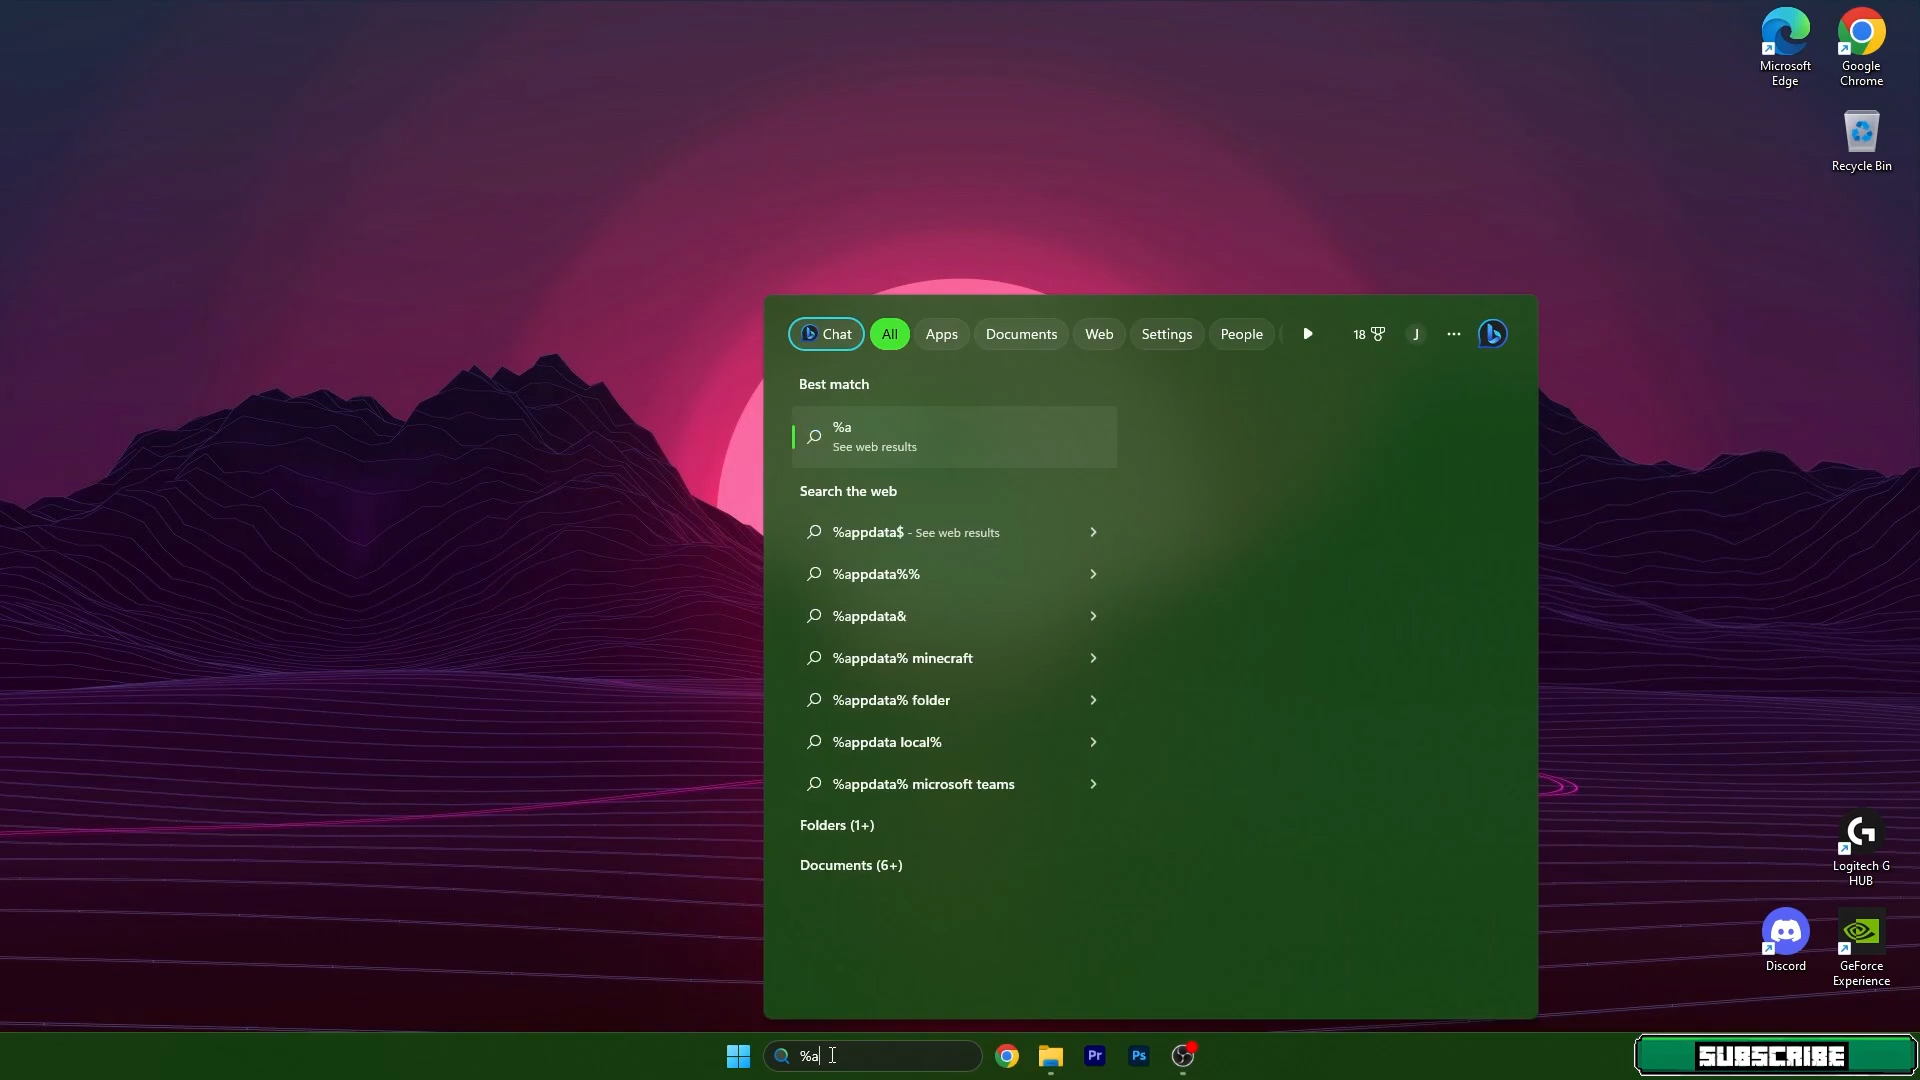 Microsoft Edge
Google Chrome
Recycle Bin
Chat All Apps Documents Web Settings People 18 J
Best match
%a
See web results
Search the web
%appdata$ - See web results
%appdata%%
%appdata&
%appdata% minecraft
%appdata% folder
%appdata local%
%appdata% microsoft teams
Folders (1+)
Documents (6+)
Logitech G HUB
Discord
GeForce Experience
%a
Pr
Ps
SUBSCRIBE